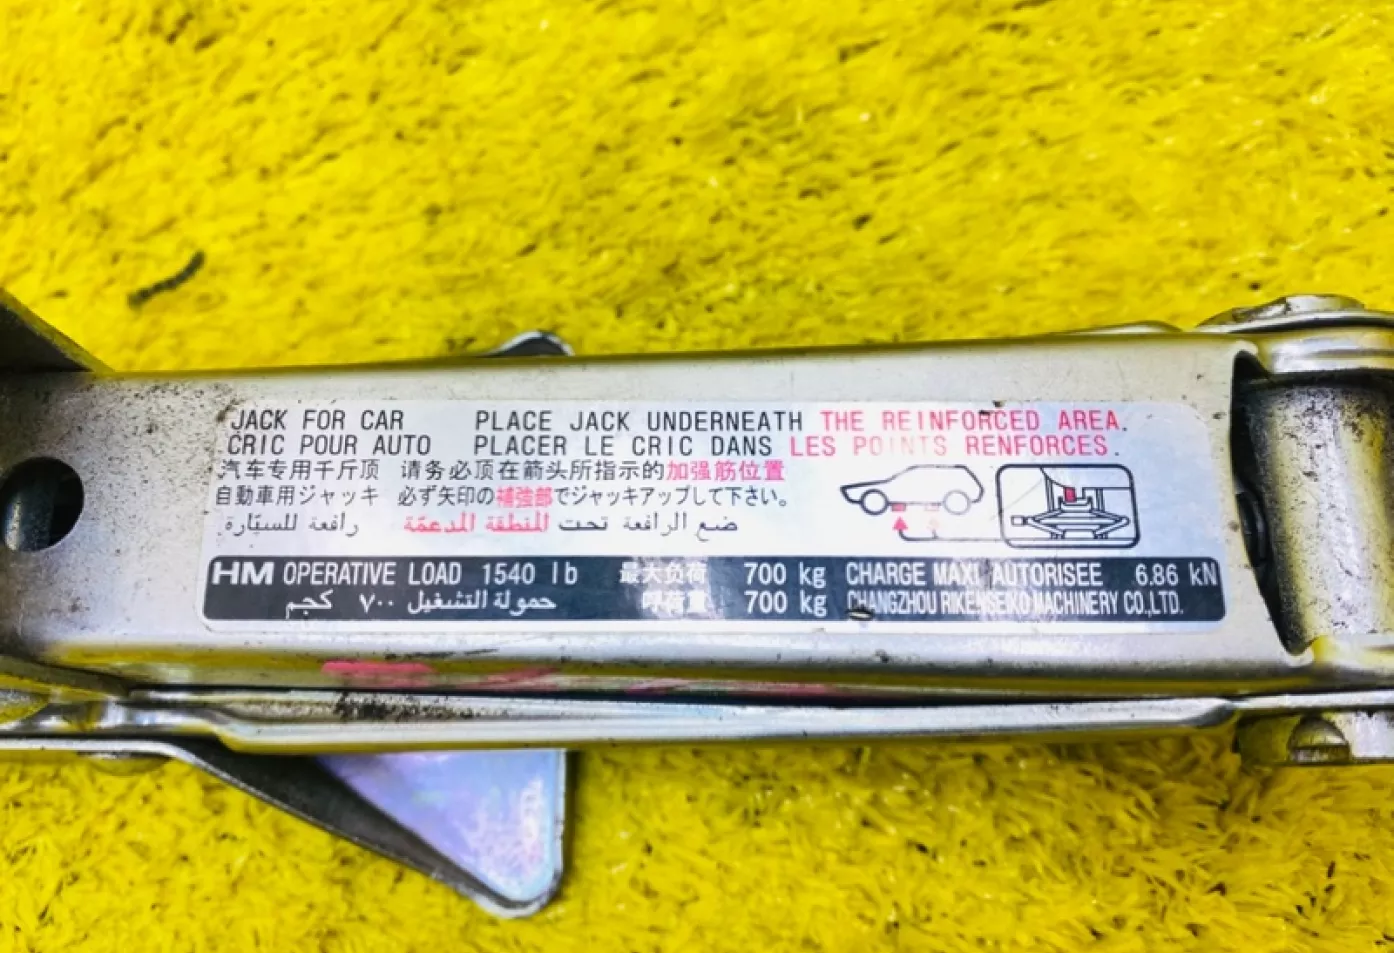 JACK FOR CAR PLACE JACK UNDERNEATH THE REINFORCED AREA.
CRIC POUR AUTO PLACER LE CRIC DANS LES POINTS RENFORCES.
汽车专用千斤顶 请务必顶在箭头所指示的加强筋位置
自動車用ジャッキ 必ず矢印の補強部でジャッキアップして下さい。
رافعة للسيّارة. ضع الرافعة تحت المنطقة المدعمّة
HM OPERATIVE LOAD 1540 lb 最大负荷 700 kg CHARGE MAXI AUTORISEE 6.86 kN
حمولة التشغيل ٧٠٠ كجم 呼荷重 700 kg CHANGZHOU RIKENSEIKO MACHINERY CO.,LTD.